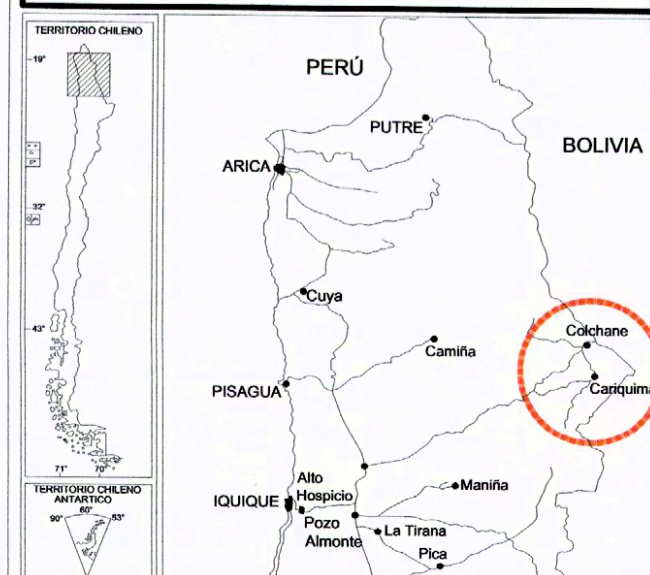 TERRITORIO CHILENO
19°
32°
43°
71° 70°
TERRITORIO CHILENO
ANTARTICO
90° 60° 53°
PERÚ
BOLIVIA
PUTRE
ARICA
Cuya
Camiña
Colchane
Cariquima
PISAGUA
Alto
Hospicio
IQUIQUE
Pozo
Almonte
Maniña
La Tirana
Pica